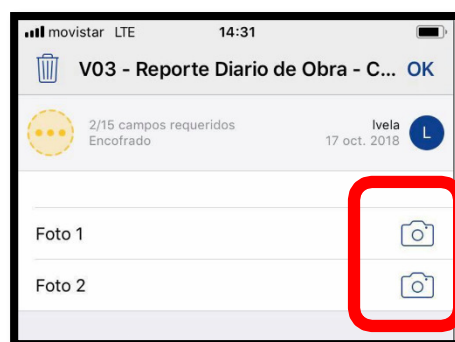 movistar LTE 14:31
V03 - Reporte Diario de Obra - C... OK
2/15 campos requeridos lvela
Encofrado 17 oct. 2018 L
Foto 1
Foto 2